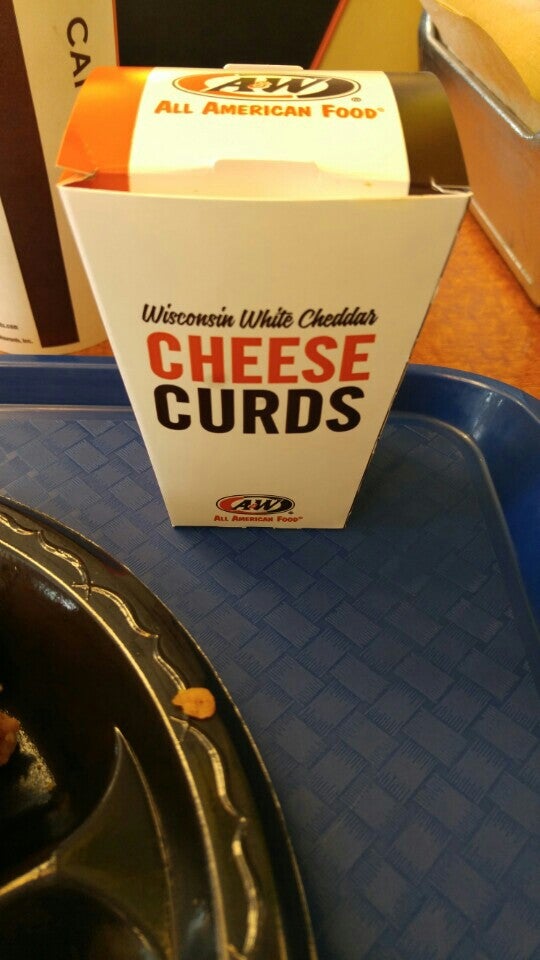 CA
A&W
ALL AMERICAN FOOD®
Wisconsin White Cheddar
CHEESE
CURDS
A&W
ALL AMERICAN FOOD®